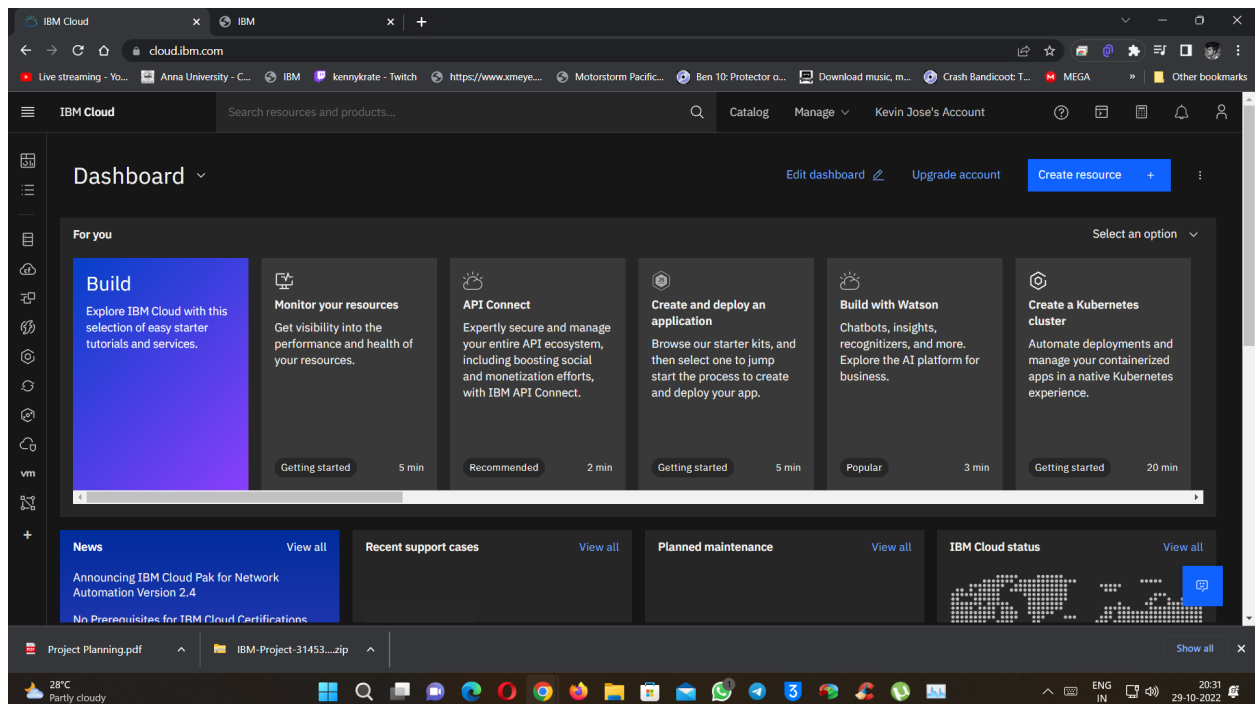 IBM Cloud
IBM
cloud.ibm.com
Live streaming - Yo...
Anna University - C...
IBM
kennykrate - Twitch
https://www.xmeye....
Motorstorm Pacific...
Ben 10: Protector o...
Download music, m...
Crash Bandicoot: T...
MEGA
»
Other bookmarks
IBM Cloud
Search resources and products...
Catalog
Manage
Kevin Jose's Account
Dashboard
Edit dashboard
Upgrade account
Create resource +
For you
Select an option
Build
Explore IBM Cloud with this
selection of easy starter
tutorials and services.
Monitor your resources
Get visibility into the
performance and health of
your resources.
Getting started
5 min
API Connect
Expertly secure and manage
your entire API ecosystem,
including boosting social
and monetization efforts,
with IBM API Connect.
Recommended
2 min
Create and deploy an
application
Browse our starter kits, and
then select one to jump
start the process to create
and deploy your app.
Getting started
5 min
Build with Watson
Chatbots, insights,
recognitizers, and more.
Explore the AI platform for
business.
Popular
3 min
Create a Kubernetes
cluster
Automate deployments and
manage your containerized
apps in a native Kubernetes
experience.
Getting started
20 min
vm
News
View all
Announcing IBM Cloud Pak for Network
Automation Version 2.4
No Prerequisites for IBM Cloud Certifications
Recent support cases
View all
Planned maintenance
View all
IBM Cloud status
View all
Project Planning.pdf
IBM-Project-31453....zip
Show all
28°C
Partly cloudy
ENG
IN
20:31
29-10-2022